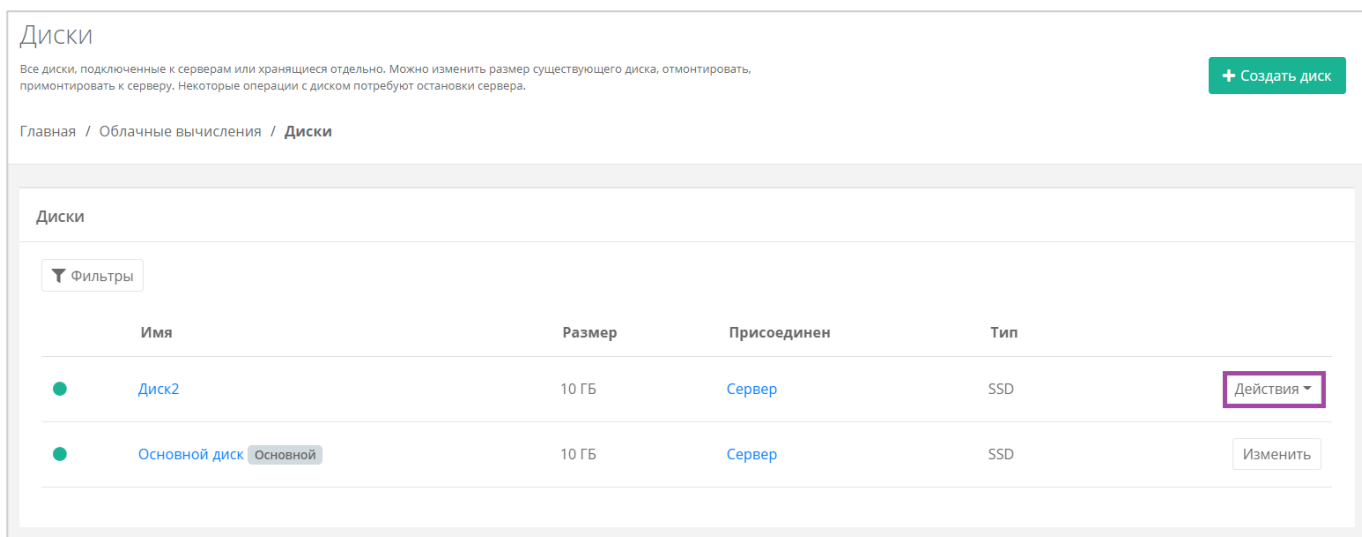 Диски
Все диски, подключенные к серверам или хранящиеся отдельно. Можно изменить размер существующего диска, отмонтировать,
примонтировать к серверу. Некоторые операции с диском потребуют остановки сервера.
+ Создать диск
Главная / Облачные вычисления / Диски
Диски
Фильтры
Имя Размер Присоединен Тип
Диск2 10 ГБ Сервер SSD Действия
Основной диск Основной 10 ГБ Сервер SSD Изменить